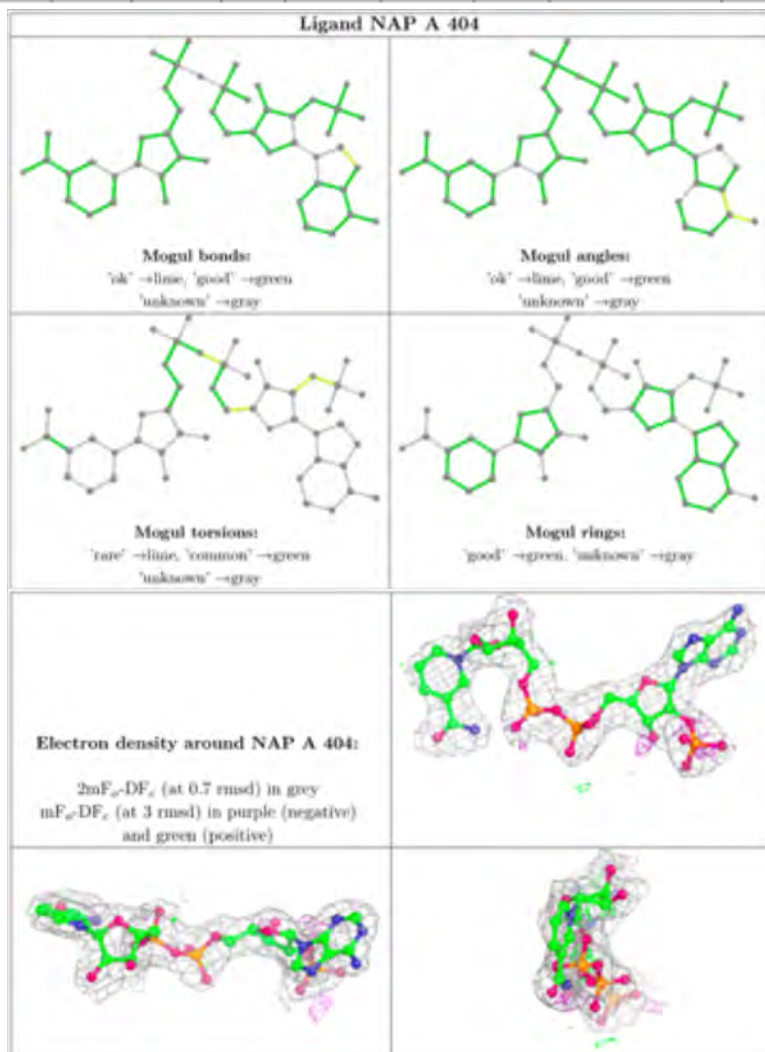 Ligand NAP A 404
Mogul bonds:
'ok' →lime, 'good' →green
'unknown' →gray
Mogul angles:
'ok' →lime, 'good' →green
'unknown' →gray
Mogul torsions:
'rare' →lime, 'common' →green
'unknown' →gray
Mogul rings:
'good' →green, 'unknown' →gray
Electron density around NAP A 404:
2mFₒ-DF꜀ (at 0.7 rmsd) in grey
mFₒ-DF꜀ (at 3 rmsd) in purple (negative)
and green (positive)